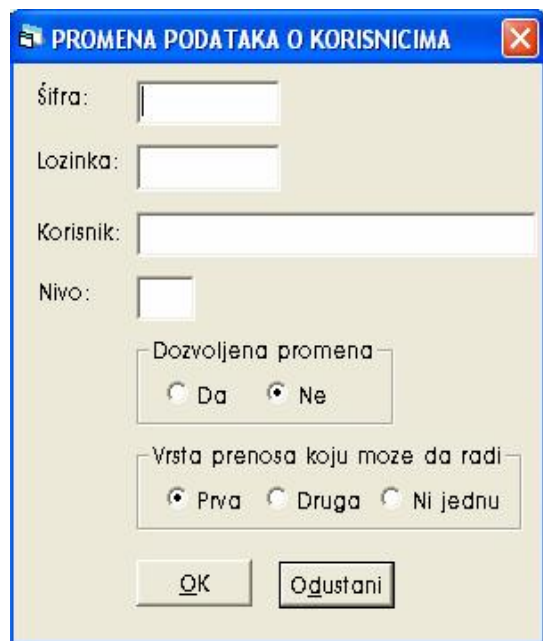 PROMENA PODATAKA O KORISNICIMA
Šifra:
Lozinka:
Korisnik:
Nivo:
Dozvoljena promena
Da Ne
Vrsta prenosa koju moze da radi
Prva Druga Ni jednu
OK Odustani